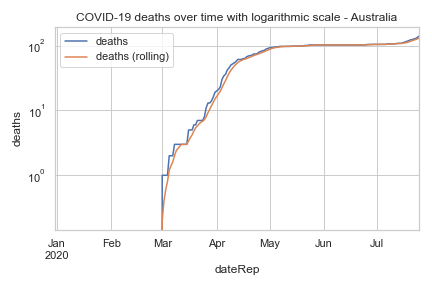 COVID-19 deaths over time with logarithmic scale - Australia
deaths
deaths (rolling)
10²
10¹
10⁰
deaths
Jan Feb Mar Apr May Jun Jul
2020
dateRep